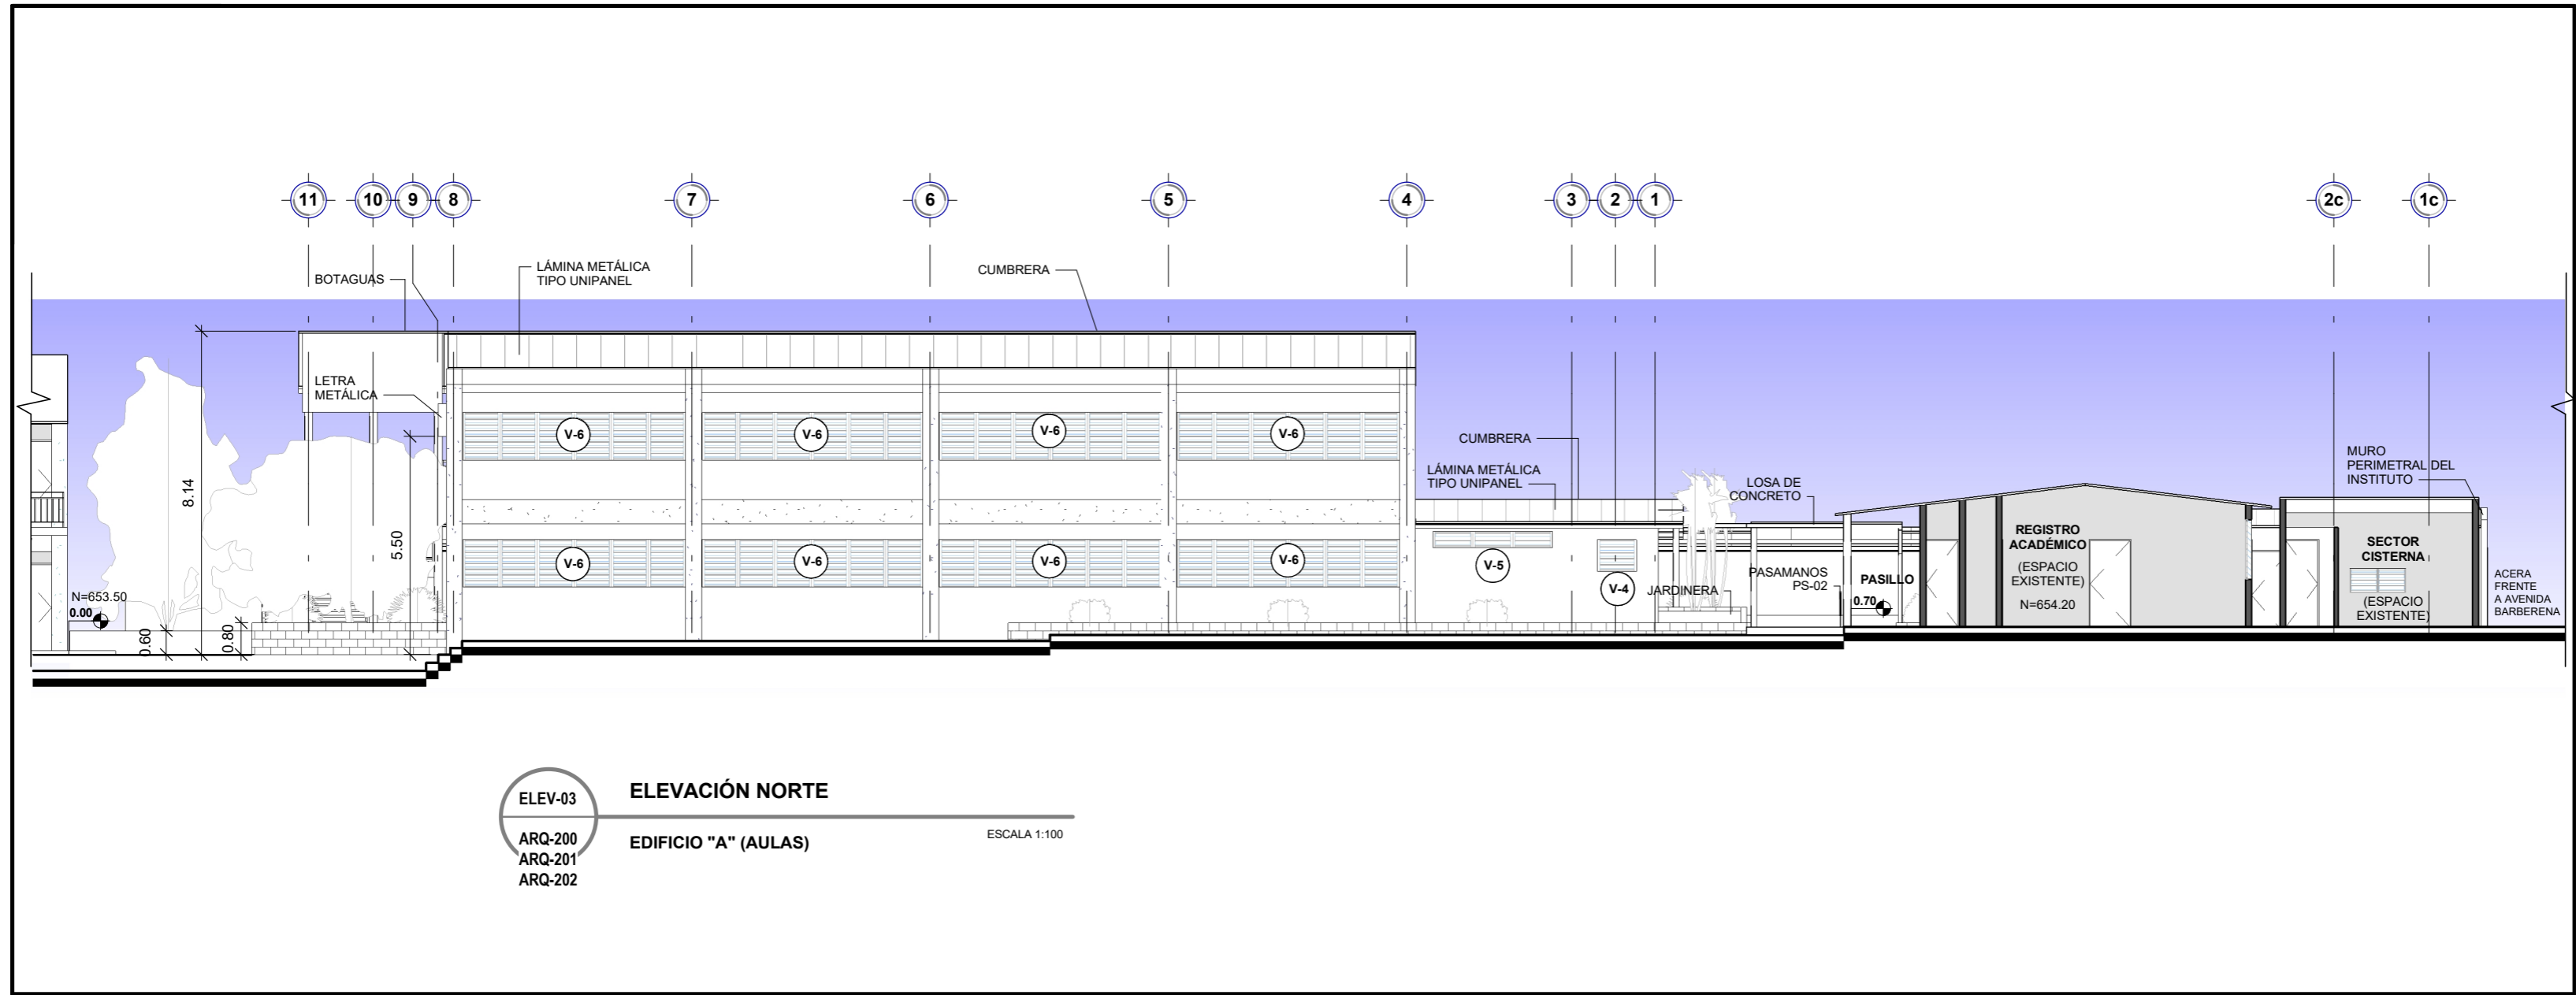 11
10
9
8
7
6
5
4
3
2
1
2c
1c
BOTAGUAS
LÁMINA METÁLICA
TIPO UNIPANEL
CUMBRERA
LETRA
METÁLICA
V-6
V-6
V-6
V-6
CUMBRERA
LÁMINA METÁLICA
TIPO UNIPANEL
LOSA DE
CONCRETO
MURO
PERIMETRAL DEL
INSTITUTO
8.14
5.50
V-6
V-6
V-6
V-6
V-5
V-4
JARDINERA
PASAMANOS
PS-02
PASILLO
0.70
REGISTRO
ACADÉMICO
(ESPACIO
EXISTENTE)
N=654.20
SECTOR
CISTERNA
(ESPACIO
EXISTENTE)
ACERA
FRENTE
A AVENIDA
BARBERENA
N=653.50
0.00
0.60
0.80
ELEV-03
ARQ-200
ARQ-201
ARQ-202
ELEVACIÓN NORTE
EDIFICIO "A" (AULAS)
ESCALA 1:100